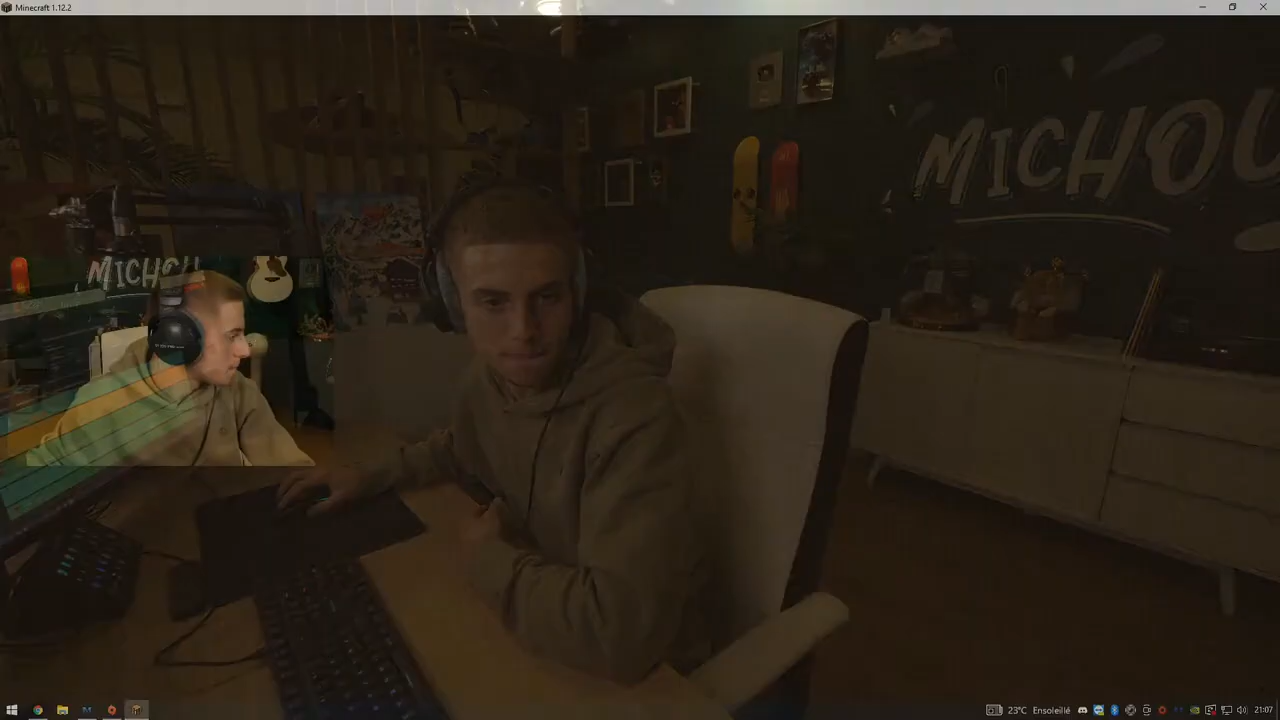 Minecraft 1.12.2
MICHOU
MICHOU
23°C Ensoleillé
21:07